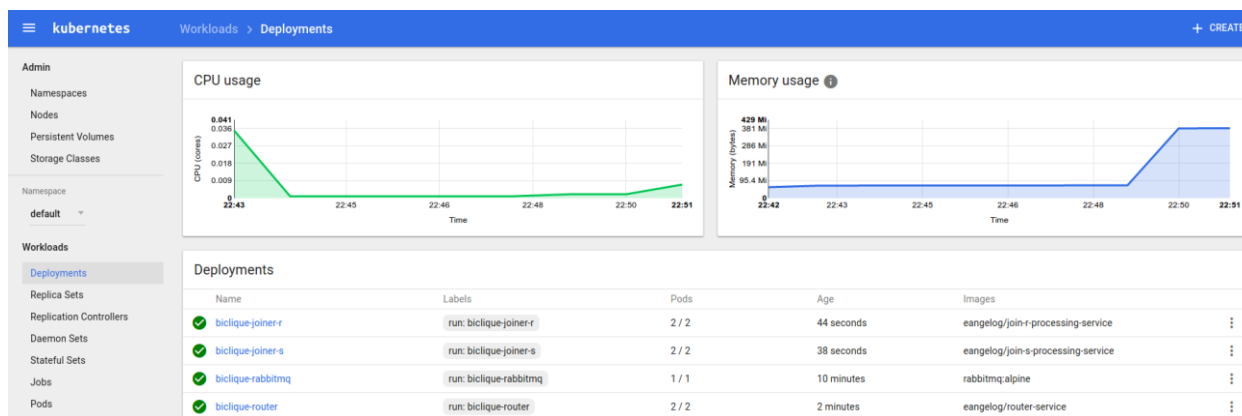 kubernetes Workloads > Deployments + CREATE
Admin
Namespaces
Nodes
Persistent Volumes
Storage Classes
Namespace
default
Workloads
Deployments
Replica Sets
Replication Controllers
Daemon Sets
Stateful Sets
Jobs
Pods
CPU usage
CPU (cores)
0.041
0.036
0.027
0.018
0.009
0
22:43 22:45 22:46 22:48 22:50 22:51
Time
Memory usage
Memory (bytes)
429 Mi
381 Mi
286 Mi
191 Mi
95.4 Mi
0
22:42 22:43 22:45 22:46 22:48 22:50 22:51
Time
Deployments
Name Labels Pods Age Images
biclique-joiner-r run: biclique-joiner-r 2 / 2 44 seconds eangelog/join-r-processing-service
biclique-joiner-s run: biclique-joiner-s 2 / 2 38 seconds eangelog/join-s-processing-service
biclique-rabbitmq run: biclique-rabbitmq 1 / 1 10 minutes rabbitmq:alpine
biclique-router run: biclique-router 2 / 2 2 minutes eangelog/router-service